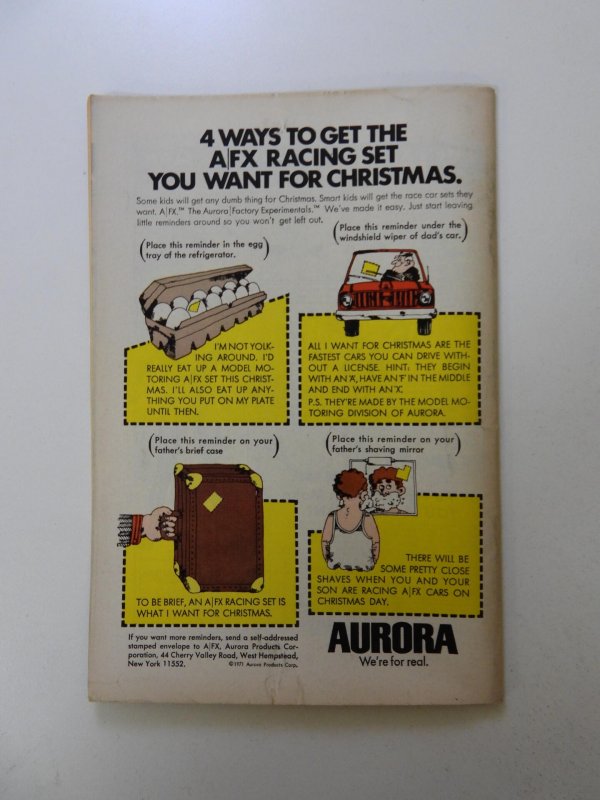 4 WAYS TO GET THE
A|FX RACING SET
YOU WANT FOR CHRISTMAS.
Some kids will get any dumb thing for Christmas. Smart kids will get the race car sets they
want. A|FX.™ The Aurora|Factory Experimentals.™ We've made it easy. Just start leaving
little reminders around so you won't get left out.
(Place this reminder in the egg
tray of the refrigerator.)
I'M NOT YOLK-
ING AROUND. I'D
REALLY EAT UP A MODEL MO-
TORING A|FX SET THIS CHRIST-
MAS. I'LL ALSO EAT UP ANY-
THING YOU PUT ON MY PLATE
UNTIL THEN.
(Place this reminder under the
windshield wiper of dad's car.)
ALL I WANT FOR CHRISTMAS ARE THE
FASTEST CARS YOU CAN DRIVE WITH-
OUT A LICENSE. HINT: THEY BEGIN
WITH AN 'A', HAVE AN 'F' IN THE MIDDLE
AND END WITH AN 'X'.
P.S. THEY'RE MADE BY THE MODEL MO-
TORING DIVISION OF AURORA.
(Place this reminder on your
father's brief case)
TO BE BRIEF, AN A|FX RACING SET IS
WHAT I WANT FOR CHRISTMAS.
(Place this reminder on your
father's shaving mirror)
THERE WILL BE
SOME PRETTY CLOSE
SHAVES WHEN YOU AND YOUR
SON ARE RACING A|FX CARS ON
CHRISTMAS DAY.
If you want more reminders, send a self-addressed
stamped envelope to A|FX, Aurora Products Cor-
poration, 44 Cherry Valley Road, West Hempstead,
New York 11552.
©1971 Aurora Products Corp.
AURORA
We're for real.